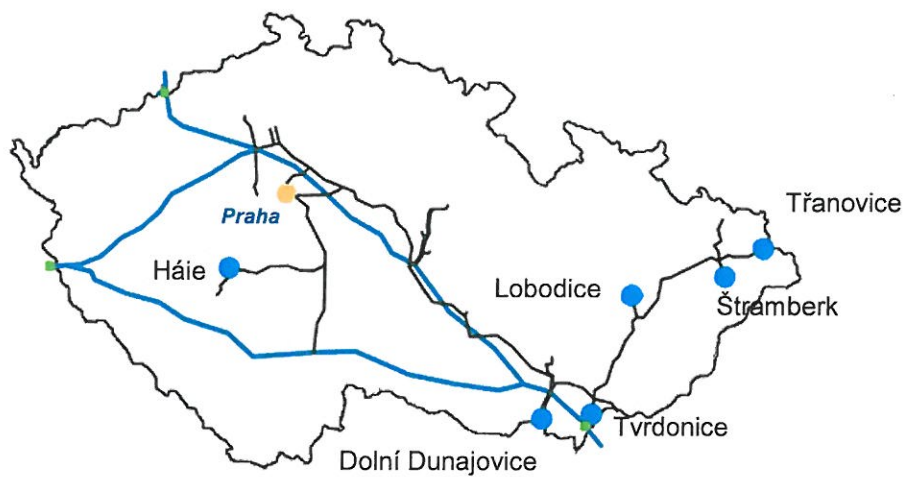 Třanovice
Praha
Háie
Lobodice
Štramberk
Tvrdonice
Dolní Dunajovice